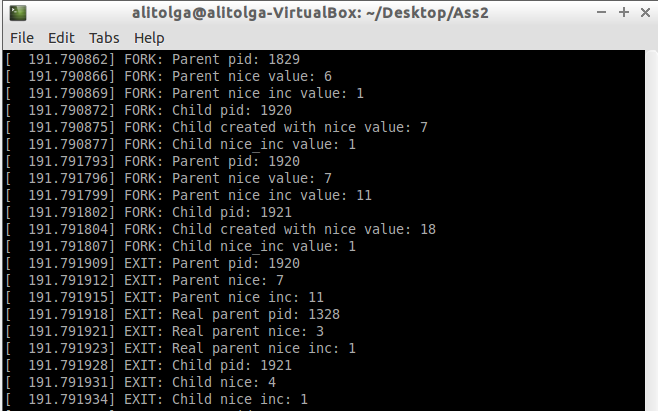 alitolga@alitolga-VirtualBox: ~/Desktop/Ass2
File Edit Tabs Help
[  191.790862] FORK: Parent pid: 1829
[  191.790866] FORK: Parent nice value: 6
[  191.790869] FORK: Parent nice inc value: 1
[  191.790872] FORK: Child pid: 1920
[  191.790875] FORK: Child created with nice value: 7
[  191.790877] FORK: Child nice_inc value: 1
[  191.791793] FORK: Parent pid: 1920
[  191.791796] FORK: Parent nice value: 7
[  191.791799] FORK: Parent nice inc value: 11
[  191.791802] FORK: Child pid: 1921
[  191.791804] FORK: Child created with nice value: 18
[  191.791807] FORK: Child nice_inc value: 1
[  191.791909] EXIT: Parent pid: 1920
[  191.791912] EXIT: Parent nice: 7
[  191.791915] EXIT: Parent nice inc: 11
[  191.791918] EXIT: Real parent pid: 1328
[  191.791921] EXIT: Real parent nice: 3
[  191.791923] EXIT: Real parent nice inc: 1
[  191.791928] EXIT: Child pid: 1921
[  191.791931] EXIT: Child nice: 4
[  191.791934] EXIT: Child nice inc: 1